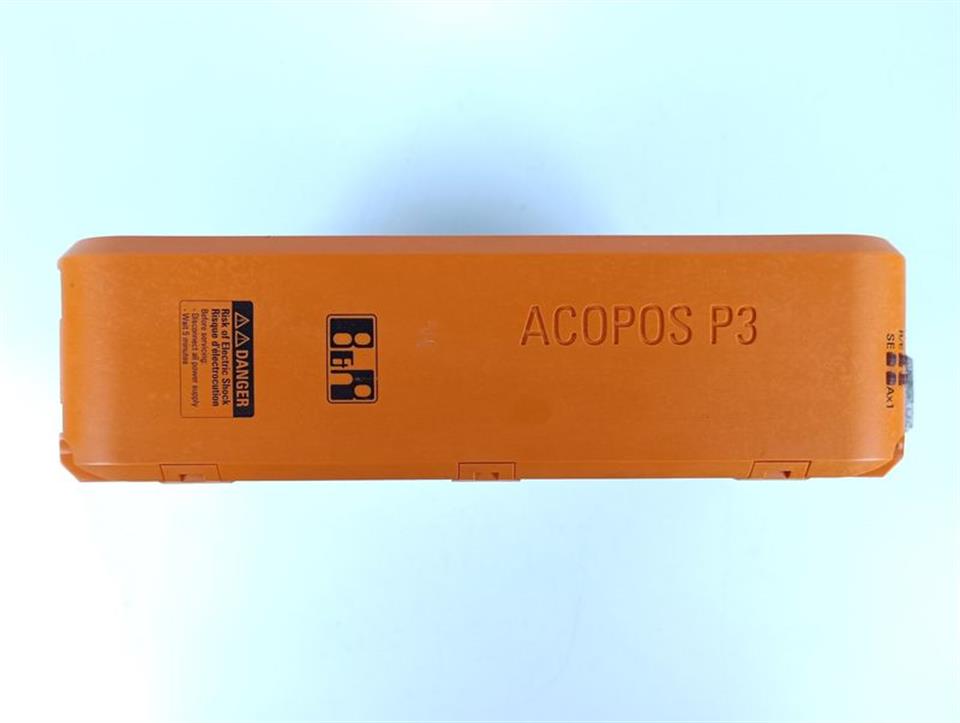 ACOPOS P3
B&R
DANGER
Risk of Electric Shock
Risque d'électrocution
Before servicing:
- Disconnect all power supply
- Wait 5 minutes
SE
Ax1